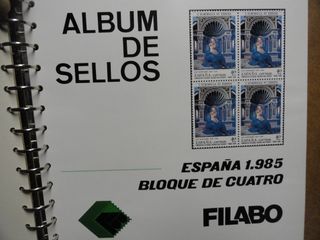 ALBUM
DE
SELLOS
ESPAÑA 1.985
BLOQUE DE CUATRO
FILABO